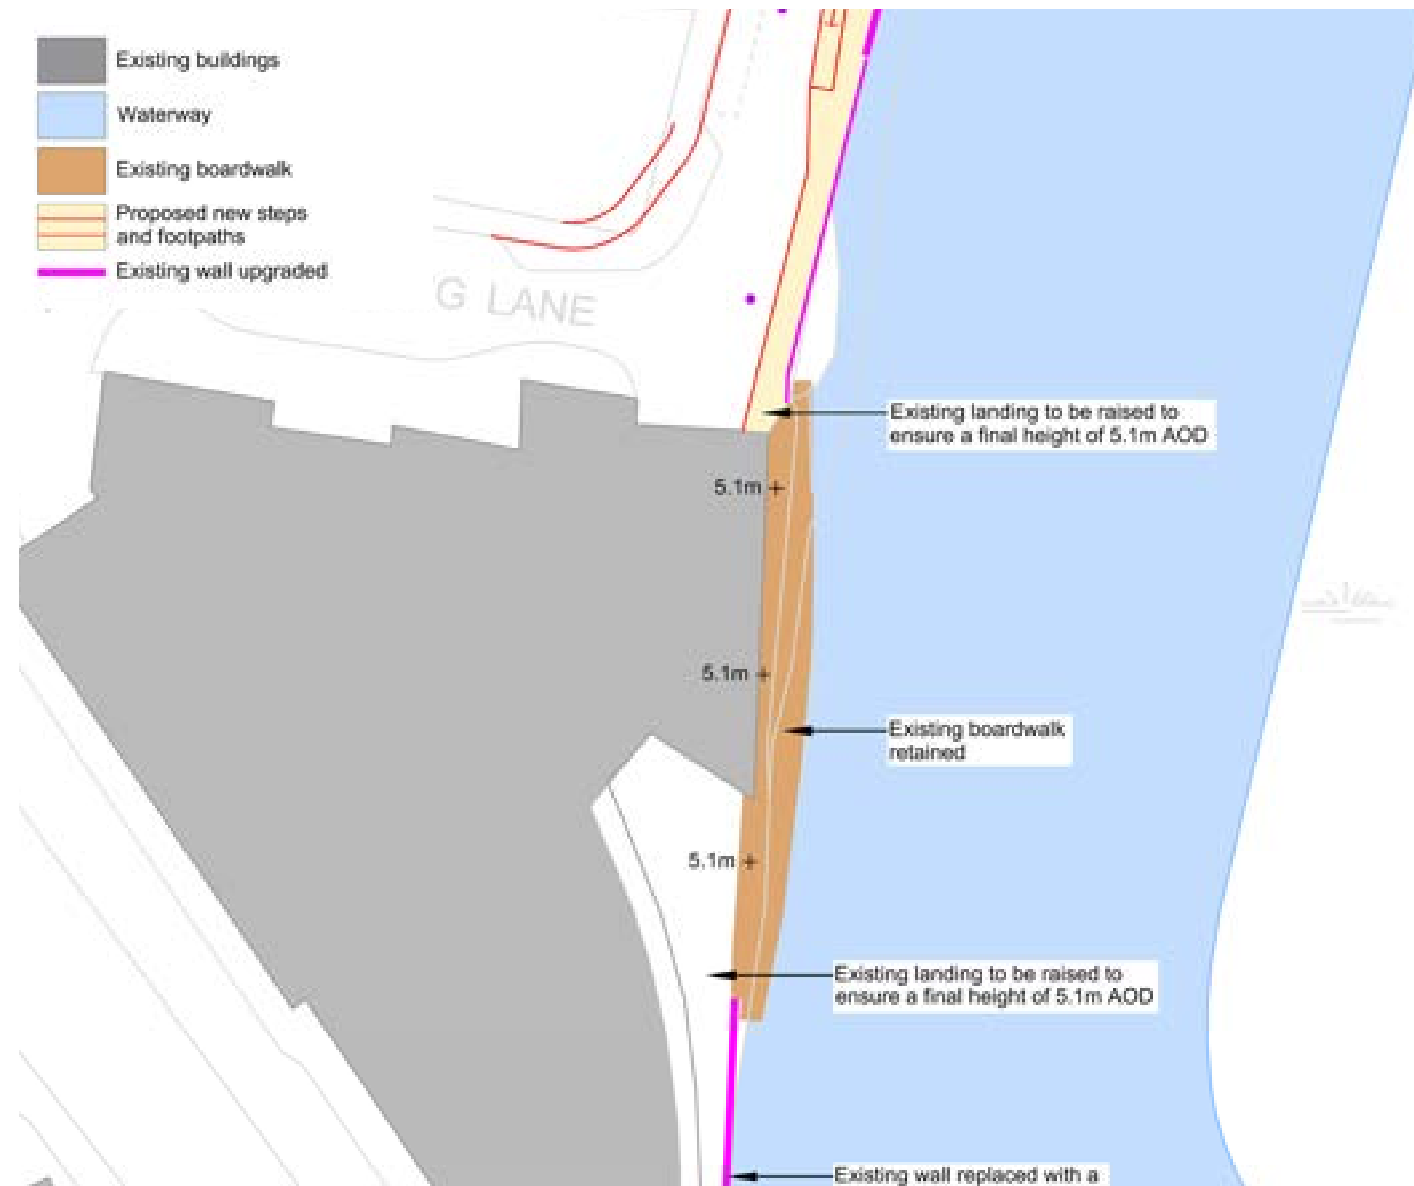 Existing buildings
Waterway
Existing boardwalk
Proposed new steps
and footpaths
Existing wall upgraded
G LANE
Existing landing to be raised to
ensure a final height of 5.1m AOD
5.1m
5.1m
Existing boardwalk
retained
5.1m
Existing landing to be raised to
ensure a final height of 5.1m AOD
Existing wall replaced with a